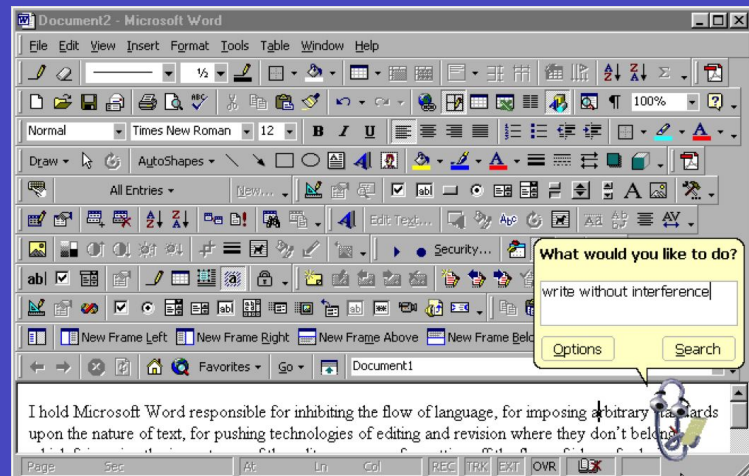 Document2 - Microsoft Word
File Edit View Insert Format Tools Table Window Help
½
100%
Normal Times New Roman 12 B I U A
Draw AutoShapes A
All Entries New... A
Edit Text...
Security...
What would you like to do?
write without interference
Options Search
New Frame Left New Frame Right New Frame Above New Frame
Favorites Go Document1
I hold Microsoft Word responsible for inhibiting the flow of language, for imposing arbitrary standards
upon the nature of text, for pushing technologies of editing and revision where they don't belong
Page Sec At Ln Col REC TRK EXT OVR